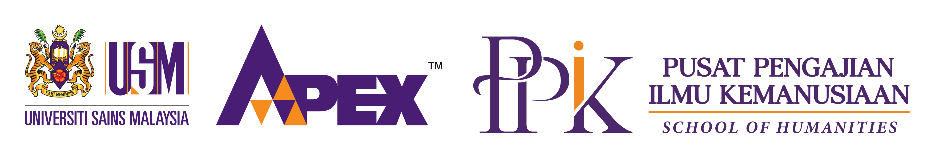 USM
UNIVERSITI SAINS MALAYSIA
APEX™
PPiK
PUSAT PENGAJIAN
ILMU KEMANUSIAAN
SCHOOL OF HUMANITIES